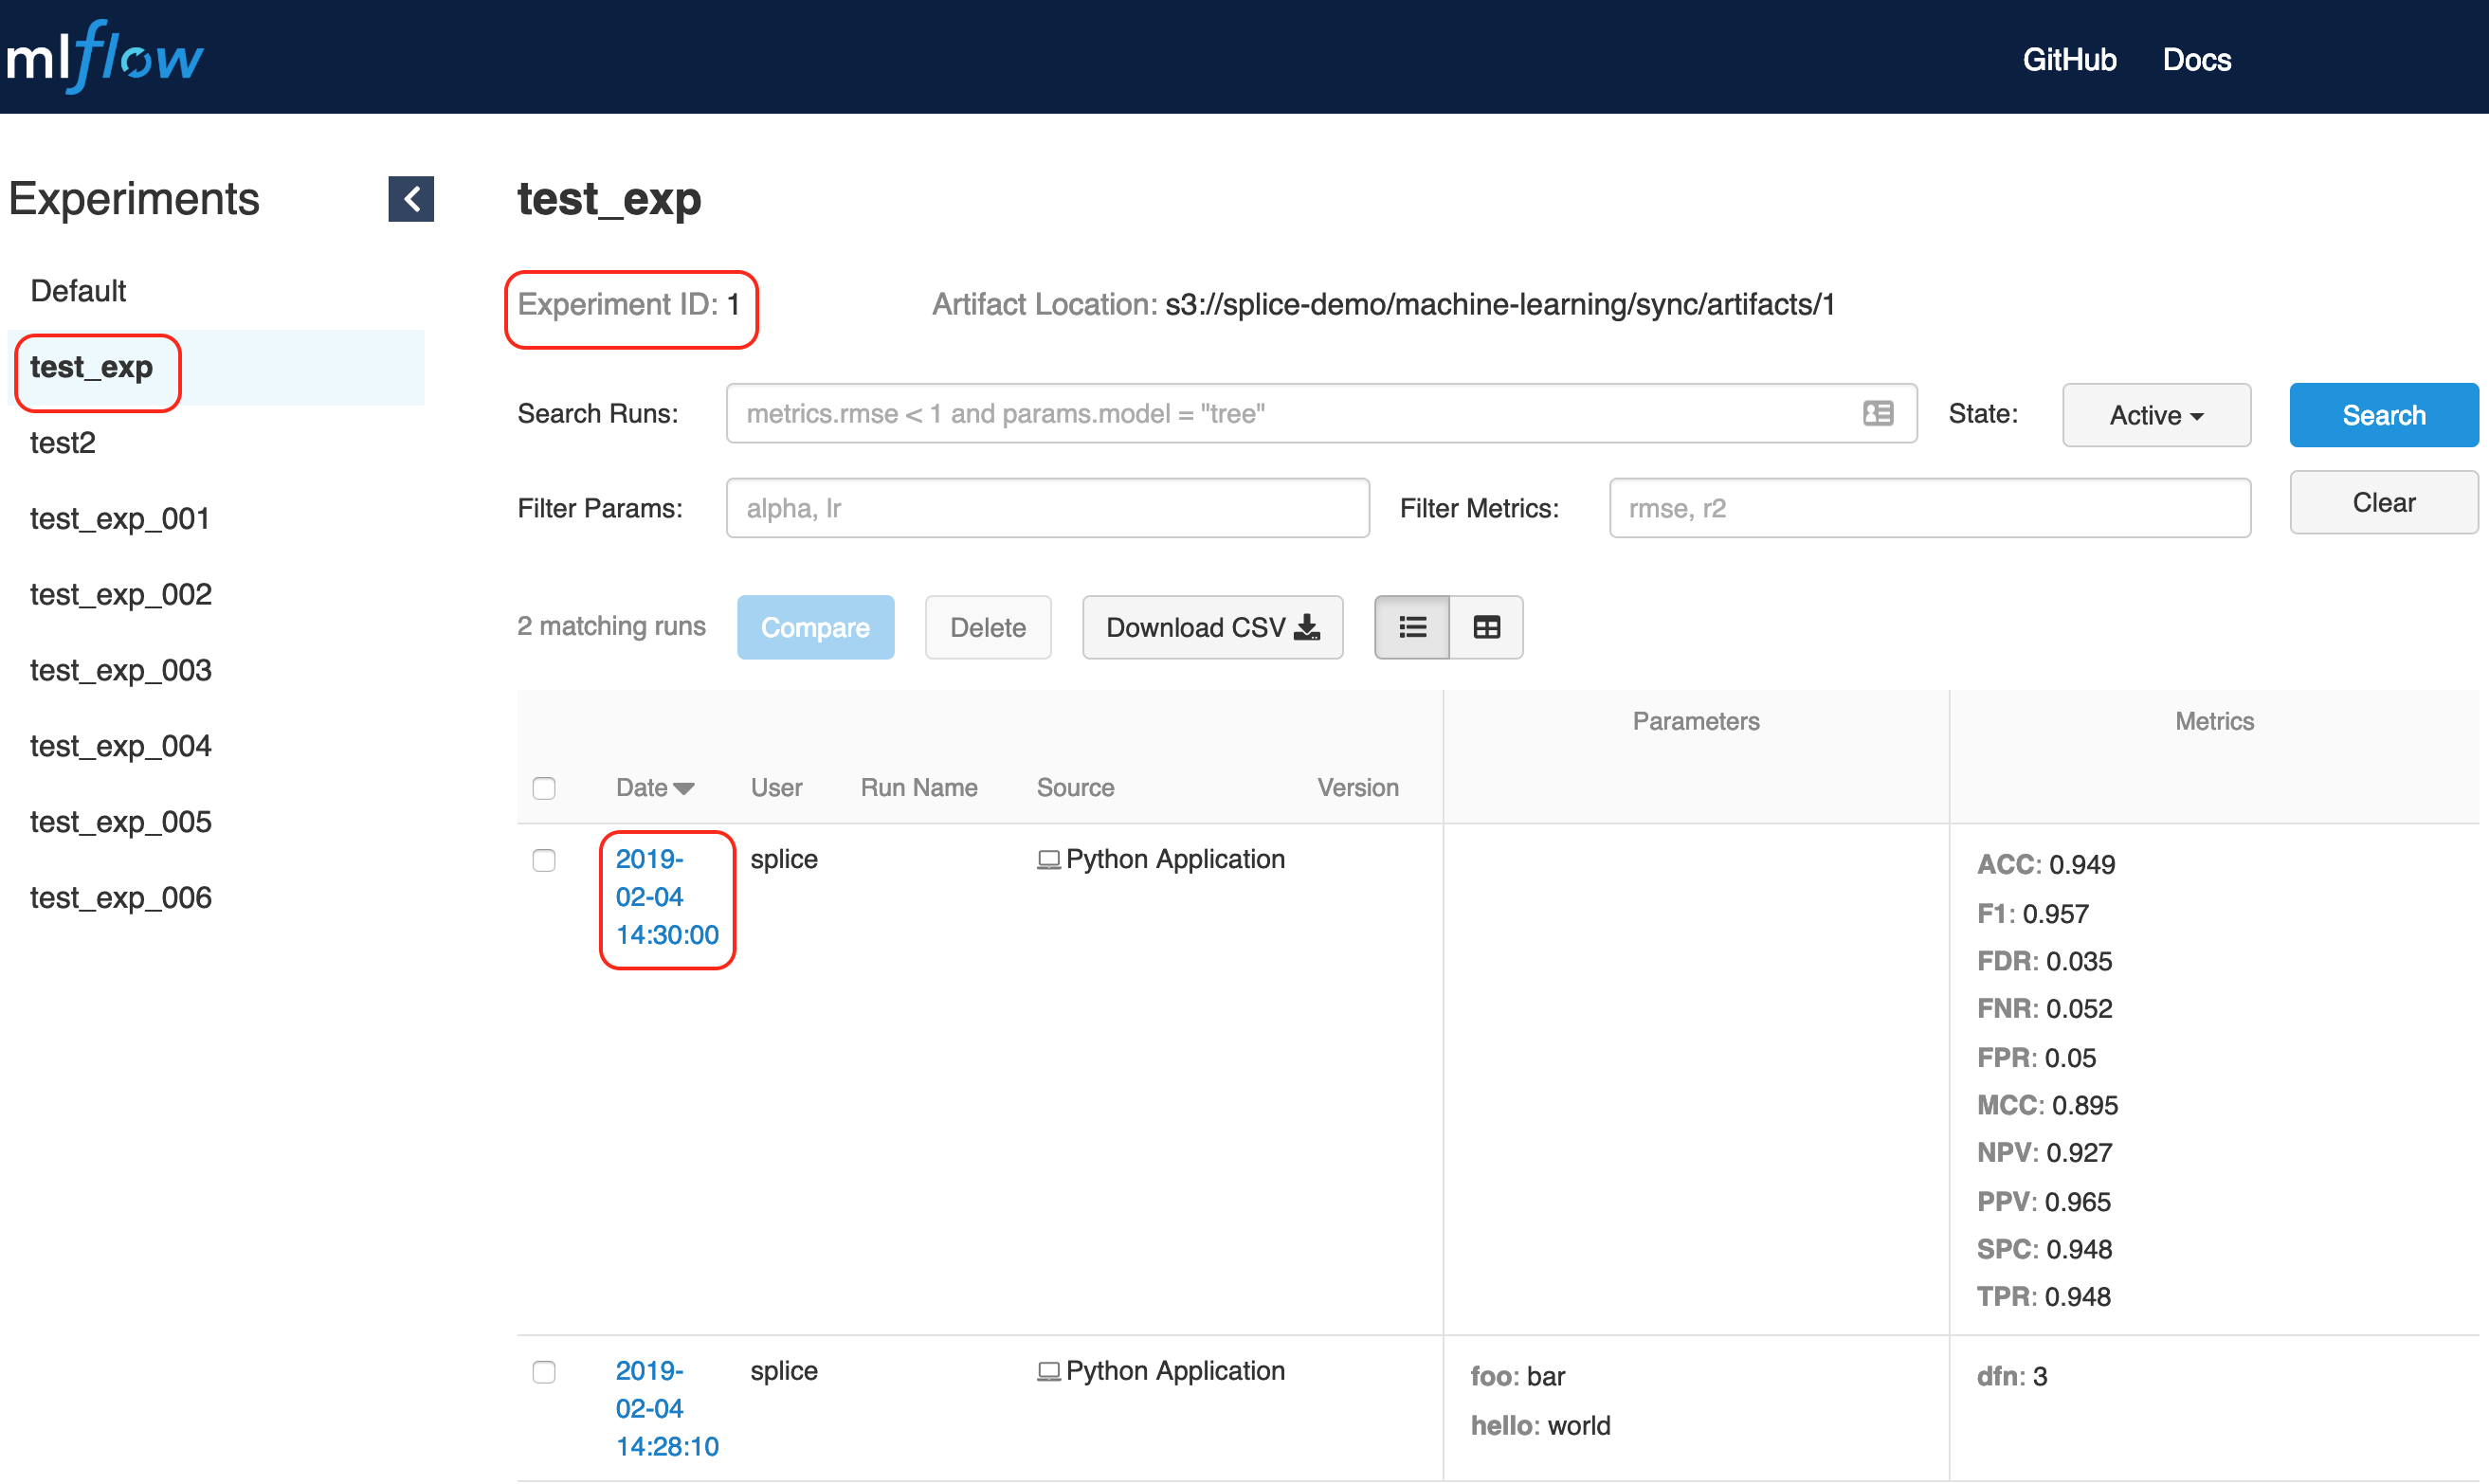 mlflow
GitHub Docs
Experiments
Default
test_exp
test2
test_exp_001
test_exp_002
test_exp_003
test_exp_004
test_exp_005
test_exp_006
test_exp
Experiment ID: 1 Artifact Location: s3://splice-demo/machine-learning/sync/artifacts/1
Search Runs: metrics.rmse < 1 and params.model = "tree" State: Active Search
Filter Params: alpha, lr Filter Metrics: rmse, r2 Clear
2 matching runs Compare Delete Download CSV
Parameters Metrics
Date User Run Name Source Version
2019-
02-04
14:30:00
splice
Python Application
ACC: 0.949
F1: 0.957
FDR: 0.035
FNR: 0.052
FPR: 0.05
MCC: 0.895
NPV: 0.927
PPV: 0.965
SPC: 0.948
TPR: 0.948
2019-
02-04
14:28:10
splice
Python Application
foo: bar
hello: world
dfn: 3